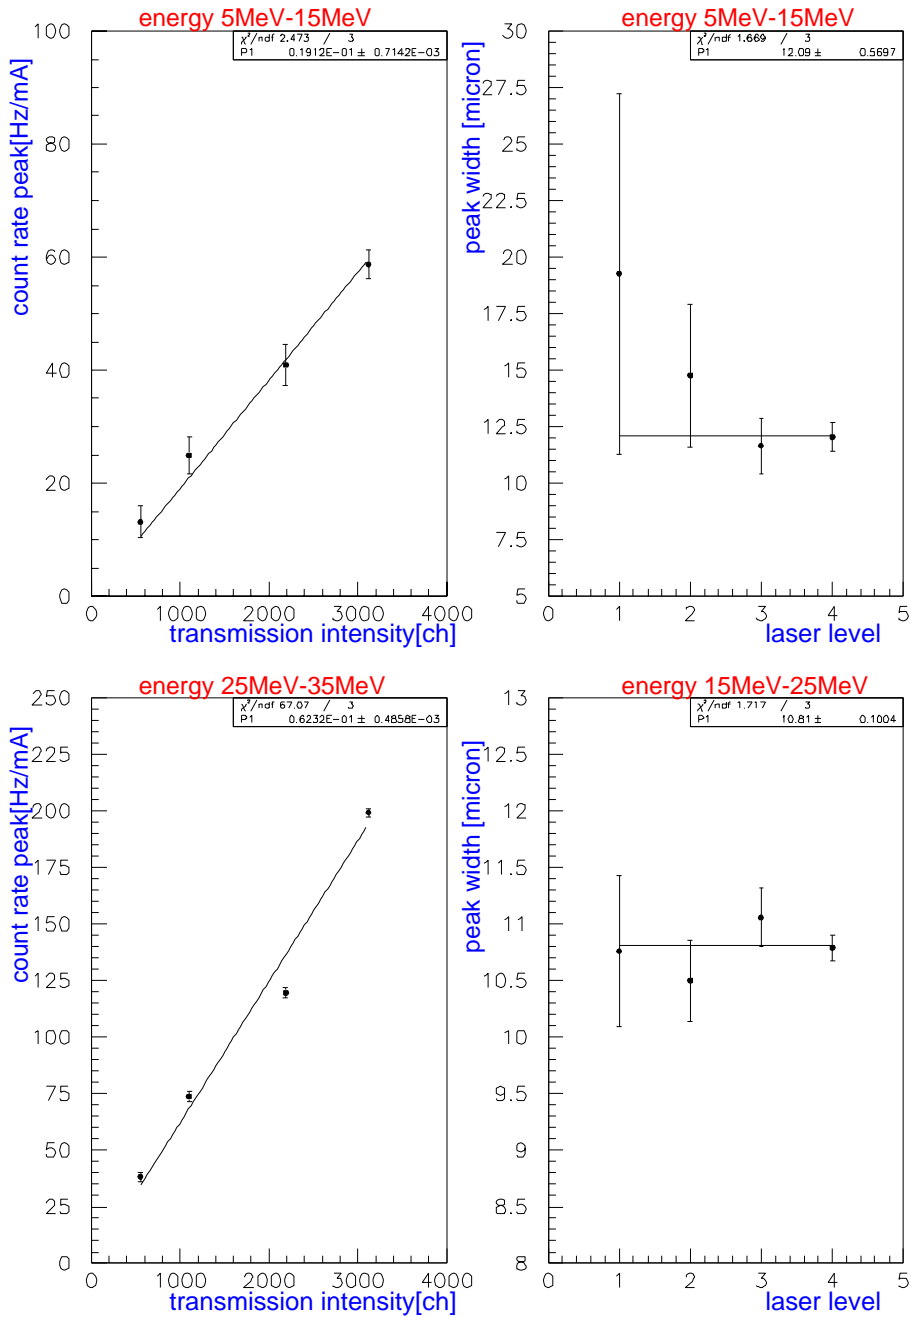 energy 5MeV-15MeV
χ²/ndf 2.473 / 3
P1 0.1912E-01 ± 0.7142E-03
count rate peak[Hz/mA]
100
80
60
40
20
0
0 1000 2000 3000 4000
transmission intensity[ch]
energy 5MeV-15MeV
χ²/ndf 1.669 / 3
P1 12.09 ± 0.5697
peak width [micron]
30
27.5
25
22.5
20
17.5
15
12.5
10
7.5
5
0 1 2 3 4 5
laser level
energy 25MeV-35MeV
χ²/ndf 67.07 / 3
P1 0.6232E-01 ± 0.4858E-03
count rate peak[Hz/mA]
250
225
200
175
150
125
100
75
50
25
0
0 1000 2000 3000 4000
transmission intensity[ch]
energy 15MeV-25MeV
χ²/ndf 1.717 / 3
P1 10.81 ± 0.1004
peak width [micron]
13
12.5
12
11.5
11
10.5
10
9.5
9
8.5
8
0 1 2 3 4 5
laser level